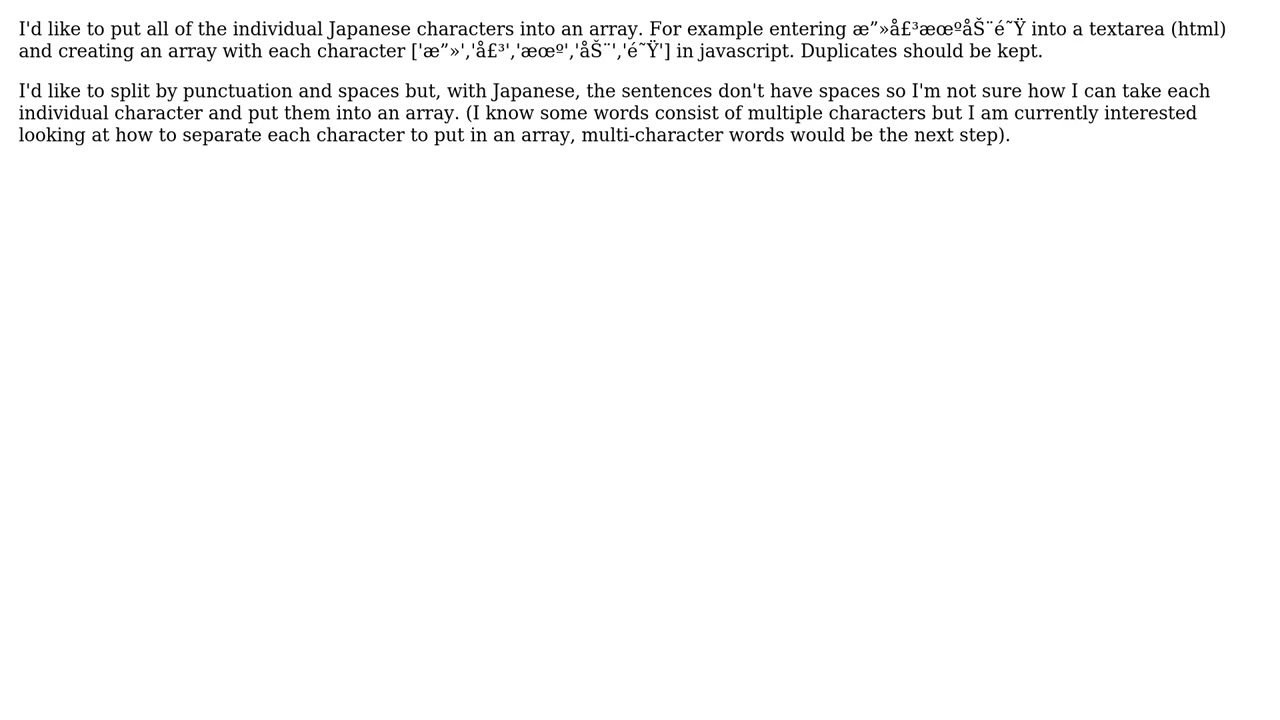 I'd like to put all of the individual Japanese characters into an array. For example entering æ”»å£³æœºåŠ¨é˜Ÿ into a textarea (html)
and creating an array with each character ['æ”»','å£³','æœº','åŠ¨','é˜Ÿ'] in javascript. Duplicates should be kept.
I'd like to split by punctuation and spaces but, with Japanese, the sentences don't have spaces so I'm not sure how I can take each
individual character and put them into an array. (I know some words consist of multiple characters but I am currently interested
looking at how to separate each character to put in an array, multi-character words would be the next step).